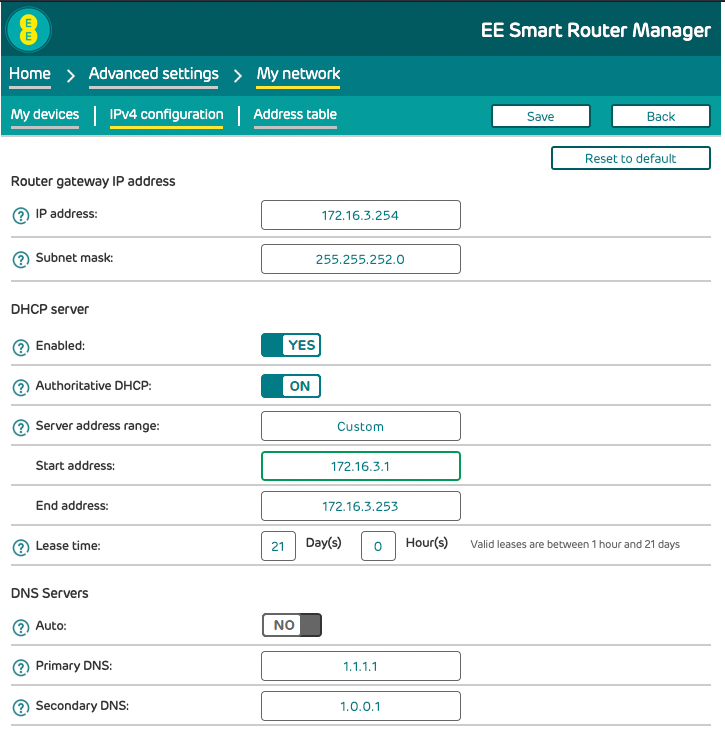 EE
EE Smart Router Manager
Home > Advanced settings > My network
My devices | IPv4 configuration | Address table Save Back
Reset to default
Router gateway IP address
? IP address: 172.16.3.254
? Subnet mask: 255.255.252.0
DHCP server
? Enabled: YES
? Authoritative DHCP: ON
? Server address range: Custom
Start address: 172.16.3.1
End address: 172.16.3.253
? Lease time: 21 Day(s) 0 Hour(s) Valid leases are between 1 hour and 21 days
DNS Servers
? Auto: NO
? Primary DNS: 1.1.1.1
? Secondary DNS: 1.0.0.1